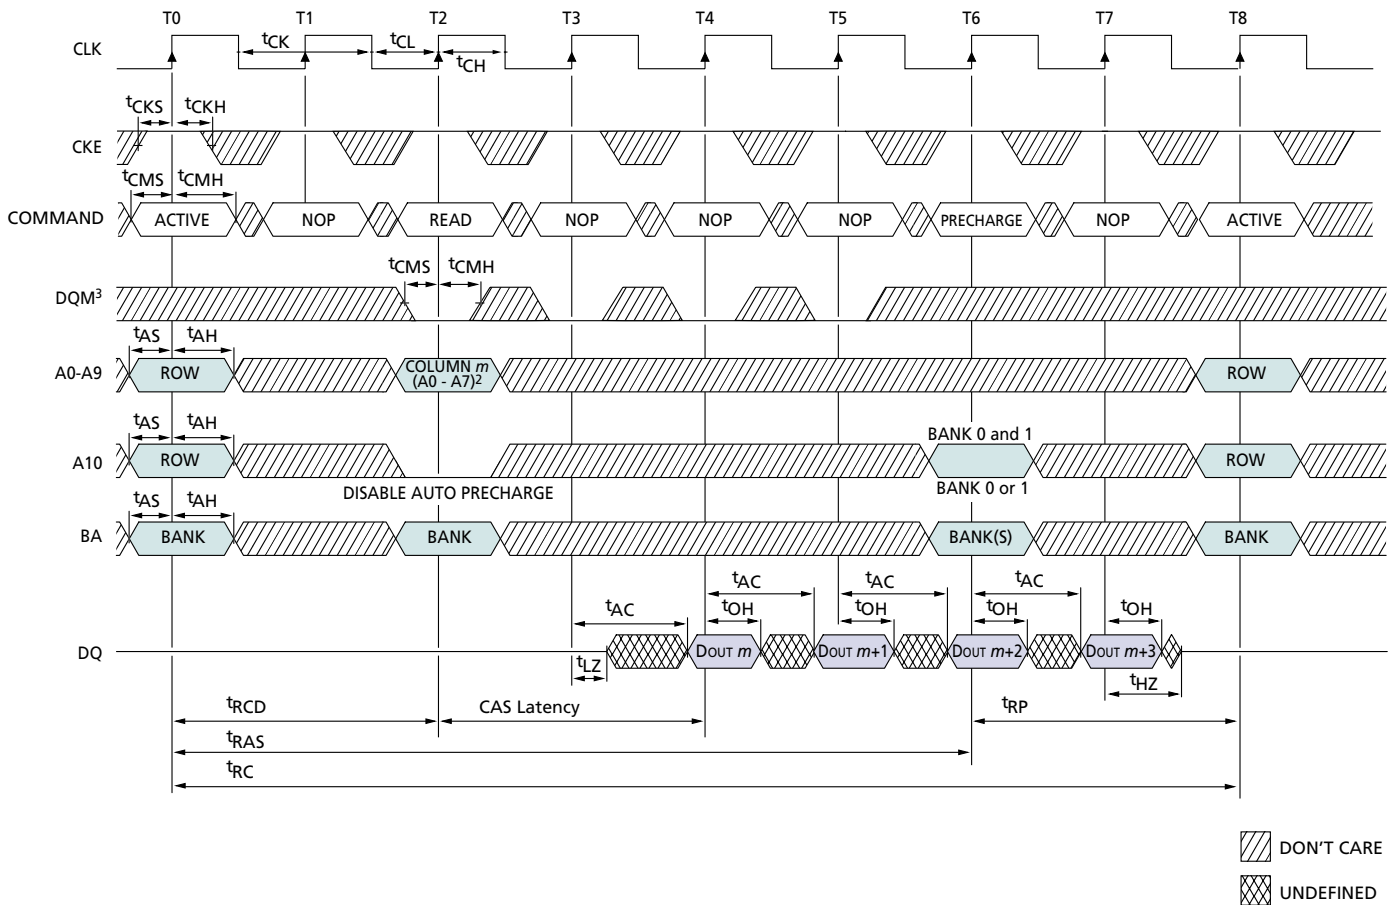 T0 T1 T2 T3 T4 T5 T6 T7 T8
CLK
tCK tCL
tCH
tCKS tCKH
CKE
tCMS tCMH
COMMAND ACTIVE NOP READ NOP NOP NOP PRECHARGE NOP ACTIVE
tCMS tCMH
DQM3
tAS tAH
A0-A9 ROW COLUMN m ROW
(A0 - A7)2
tAS tAH
BANK 0 and 1
A10 ROW ROW
DISABLE AUTO PRECHARGE BANK 0 or 1
tAS tAH
BA BANK BANK BANK(S) BANK
tAC tAC tAC
tAC tOH tOH tOH tOH
DQ DOUT m DOUT m+1 DOUT m+2 DOUT m+3
tLZ tHZ
tRCD CAS Latency tRP
tRAS
tRC
DON'T CARE
UNDEFINED